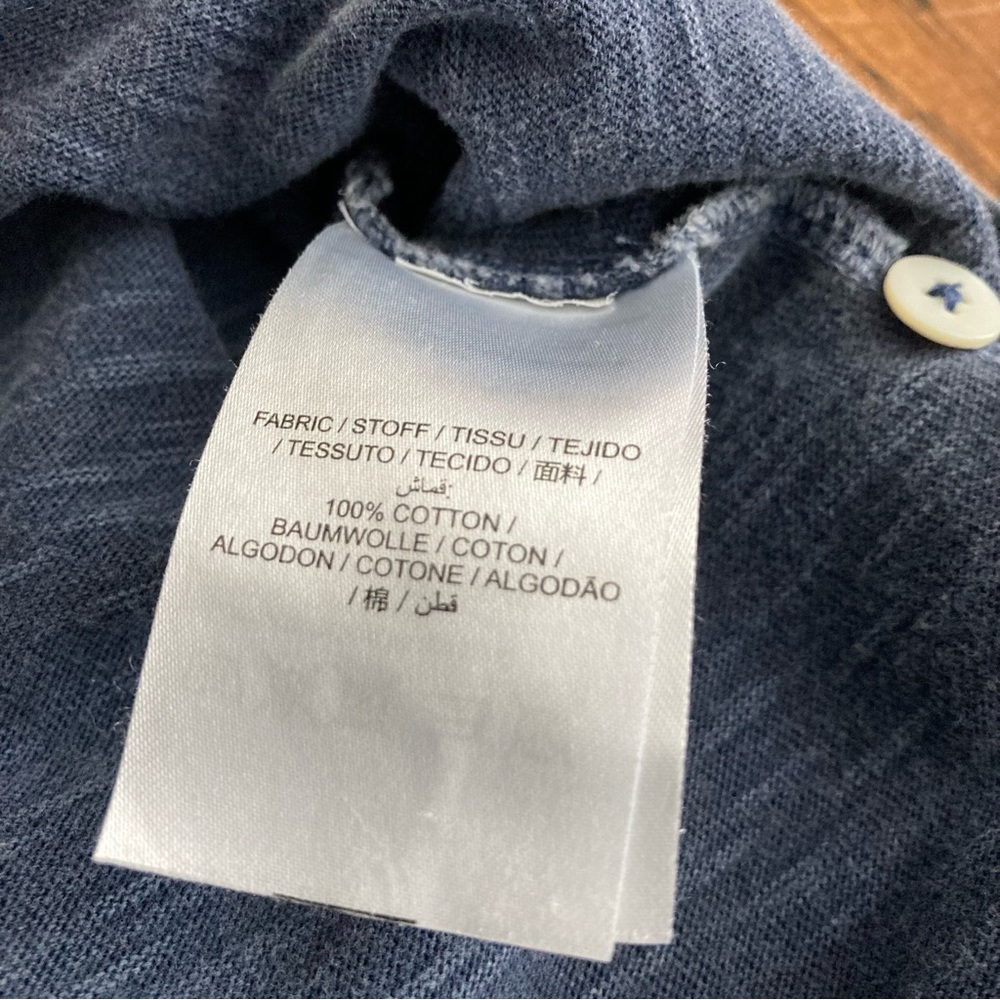 FABRIC / STOFF / TISSU / TEJIDO
/ TESSUTO / TECIDO / 面料 /
قماش:
100% COTTON /
BAUMWOLLE / COTON /
ALGODON / COTONE / ALGODÃO
/ 棉 / قطن